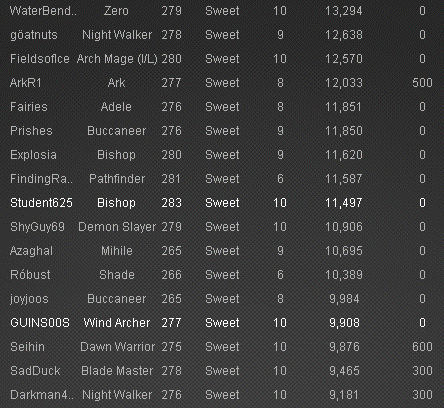 WaterBend.. Zero 279 Sweet 10 13,294 0
göatnuts Night Walker 278 Sweet 9 12,638 0
FieldsofIce Arch Mage (I/L) 280 Sweet 10 12,570 0
ArkR1 Ark 277 Sweet 8 12,033 500
Fairies Adele 276 Sweet 8 11,851 0
Prishes Buccaneer 276 Sweet 9 11,850 0
Explosia Bishop 280 Sweet 9 11,620 0
FindingRa.. Pathfinder 281 Sweet 6 11,587 0
Student625 Bishop 283 Sweet 10 11,497 0
ShyGuy69 Demon Slayer 279 Sweet 10 10,906 0
Azaghal Mihile 265 Sweet 9 10,695 0
Róbust Shade 266 Sweet 6 10,389 0
joyjoos Buccaneer 265 Sweet 8 9,984 0
GUINS00S Wind Archer 277 Sweet 10 9,908 0
Seihin Dawn Warrior 275 Sweet 10 9,876 600
SadDuck Blade Master 278 Sweet 10 9,465 300
Darkman4.. Night Walker 276 Sweet 10 9,181 300